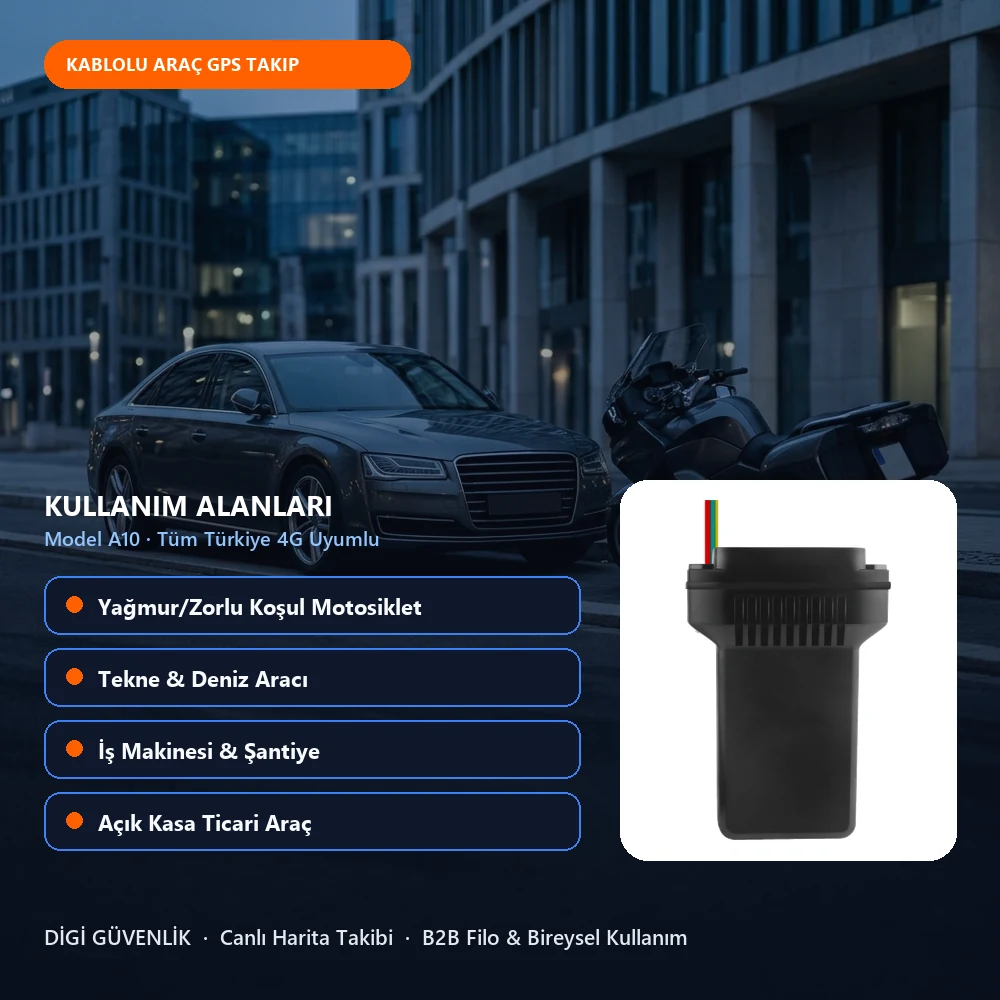 KABLOLU ARAÇ GPS TAKIP
KULLANIM ALANLARI
Model A10 · Tüm Türkiye 4G Uyumlu
Yağmur/Zorlu Koşul Motosiklet
Tekne & Deniz Aracı
İş Makinesi & Şantiye
Açık Kasa Ticari Araç
DİGİ GÜVENLİK · Canlı Harita Takibi · B2B Filo & Bireysel Kullanım